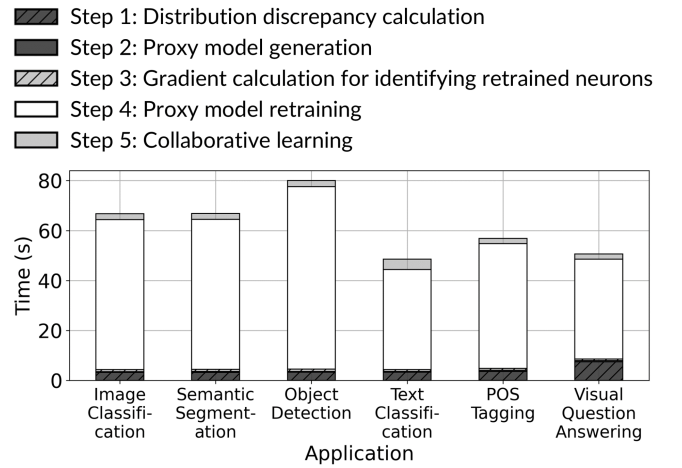 Step 1: Distribution discrepancy calculation
Step 2: Proxy model generation
Step 3: Gradient calculation for identifying retrained neurons
Step 4: Proxy model retraining
Step 5: Collaborative learning
80
60
40
20
0
Time (s)
Image
Classifi-
cation
Semantic
Segment-
ation
Object
Detection
Text
Classifi-
cation
POS
Tagging
Visual
Question
Answering
Application